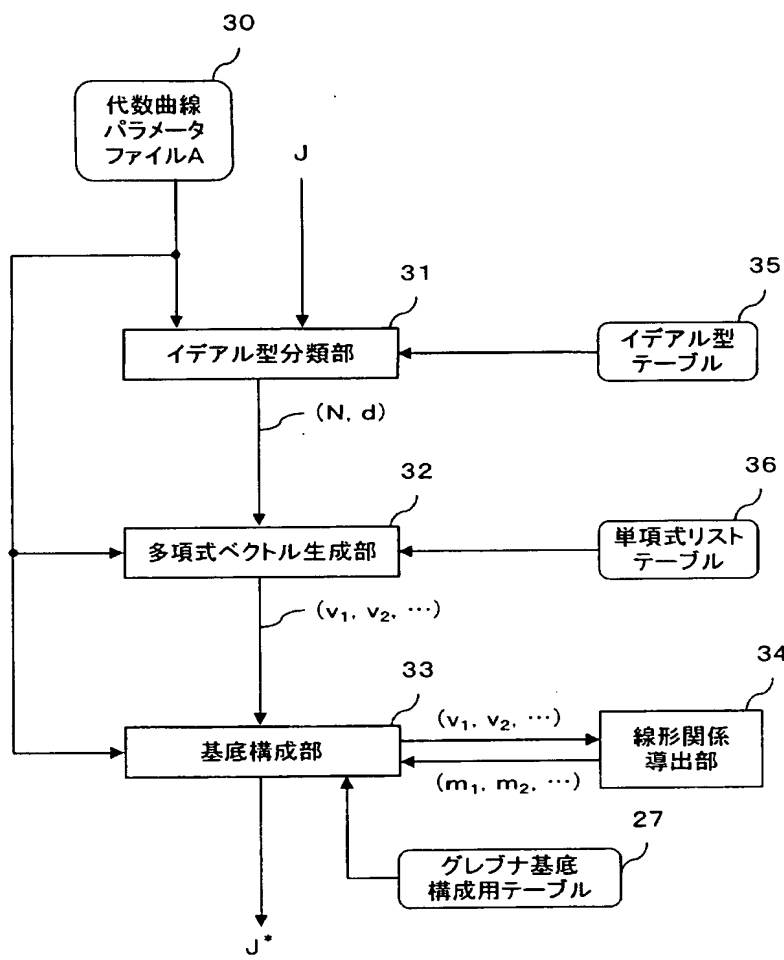 30
代数曲線
パラメータ
ファイルA
J
31
35
イデアル型分類部
イデアル型
テーブル
(N, d)
32
36
多項式ベクトル生成部
単項式リスト
テーブル
(v₁, v₂, …)
33
34
基底構成部
(v₁, v₂, …)
(m₁, m₂, …)
線形関係
導出部
27
グレブナ基底
構成用テーブル
J*